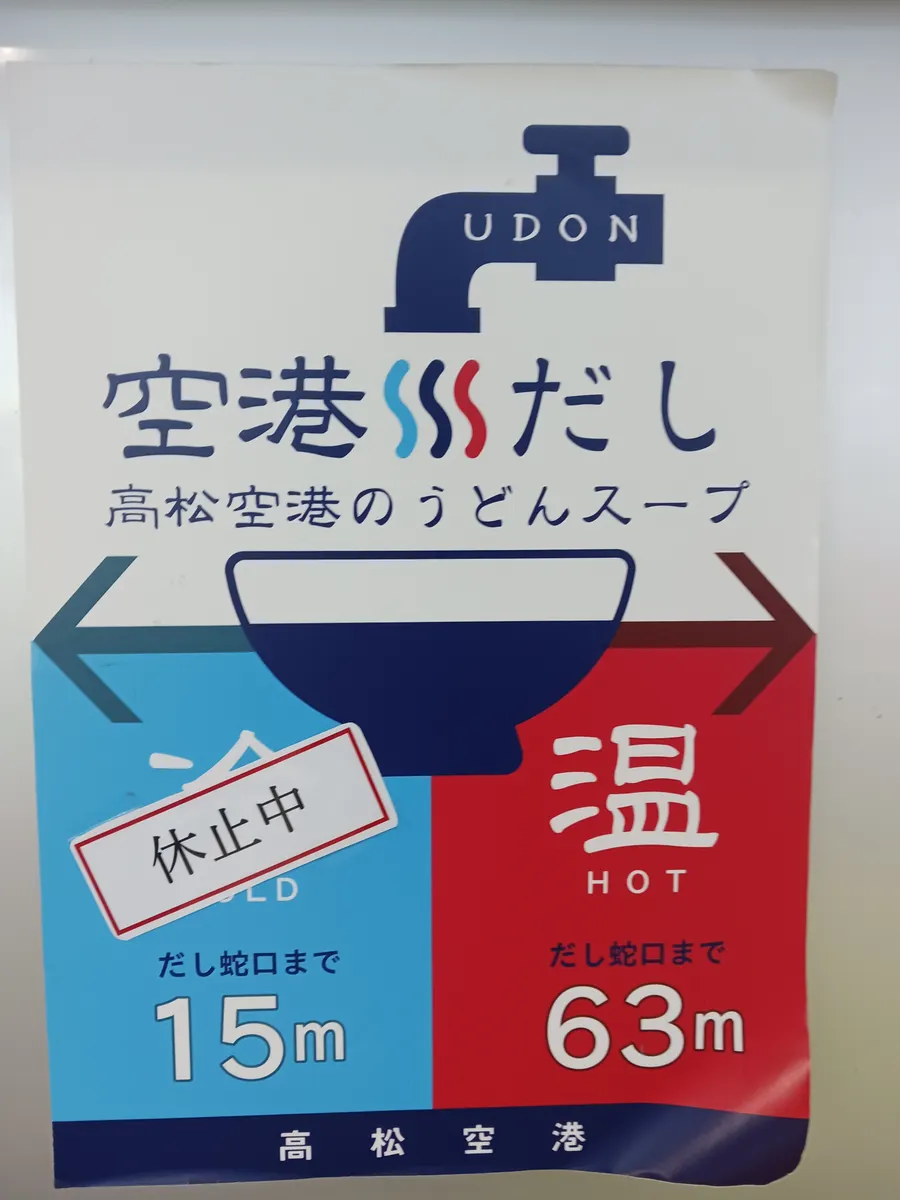 UDON
空港だし
高松空港のうどんスープ
休止中
だし蛇口まで
15m
温
HOT
だし蛇口まで
63m
高松空港